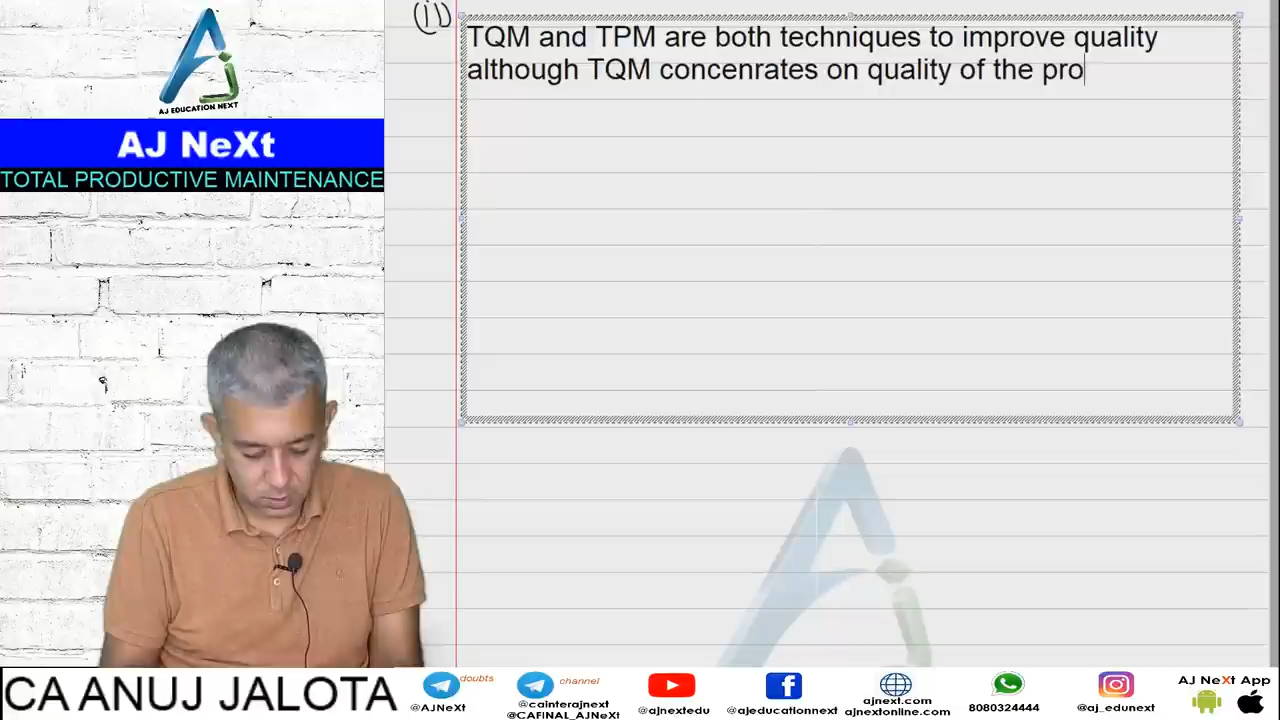 (ii)
TQM and TPM are both techniques to improve quality
although TQM concenrates on quality of the pro
AJ EDUCATION NEXT
AJ NeXt
TOTAL PRODUCTIVE MAINTENANCE
CA ANUJ JALOTA
doubts
@AJNeXt
channel
@cainterajnext
@CAFINAL_AJNeXt
@ajnextedu
@ajeducationnext
ajnext.com
ajnextonline.com
8080324444
@aj_edunext
AJ NeXt App